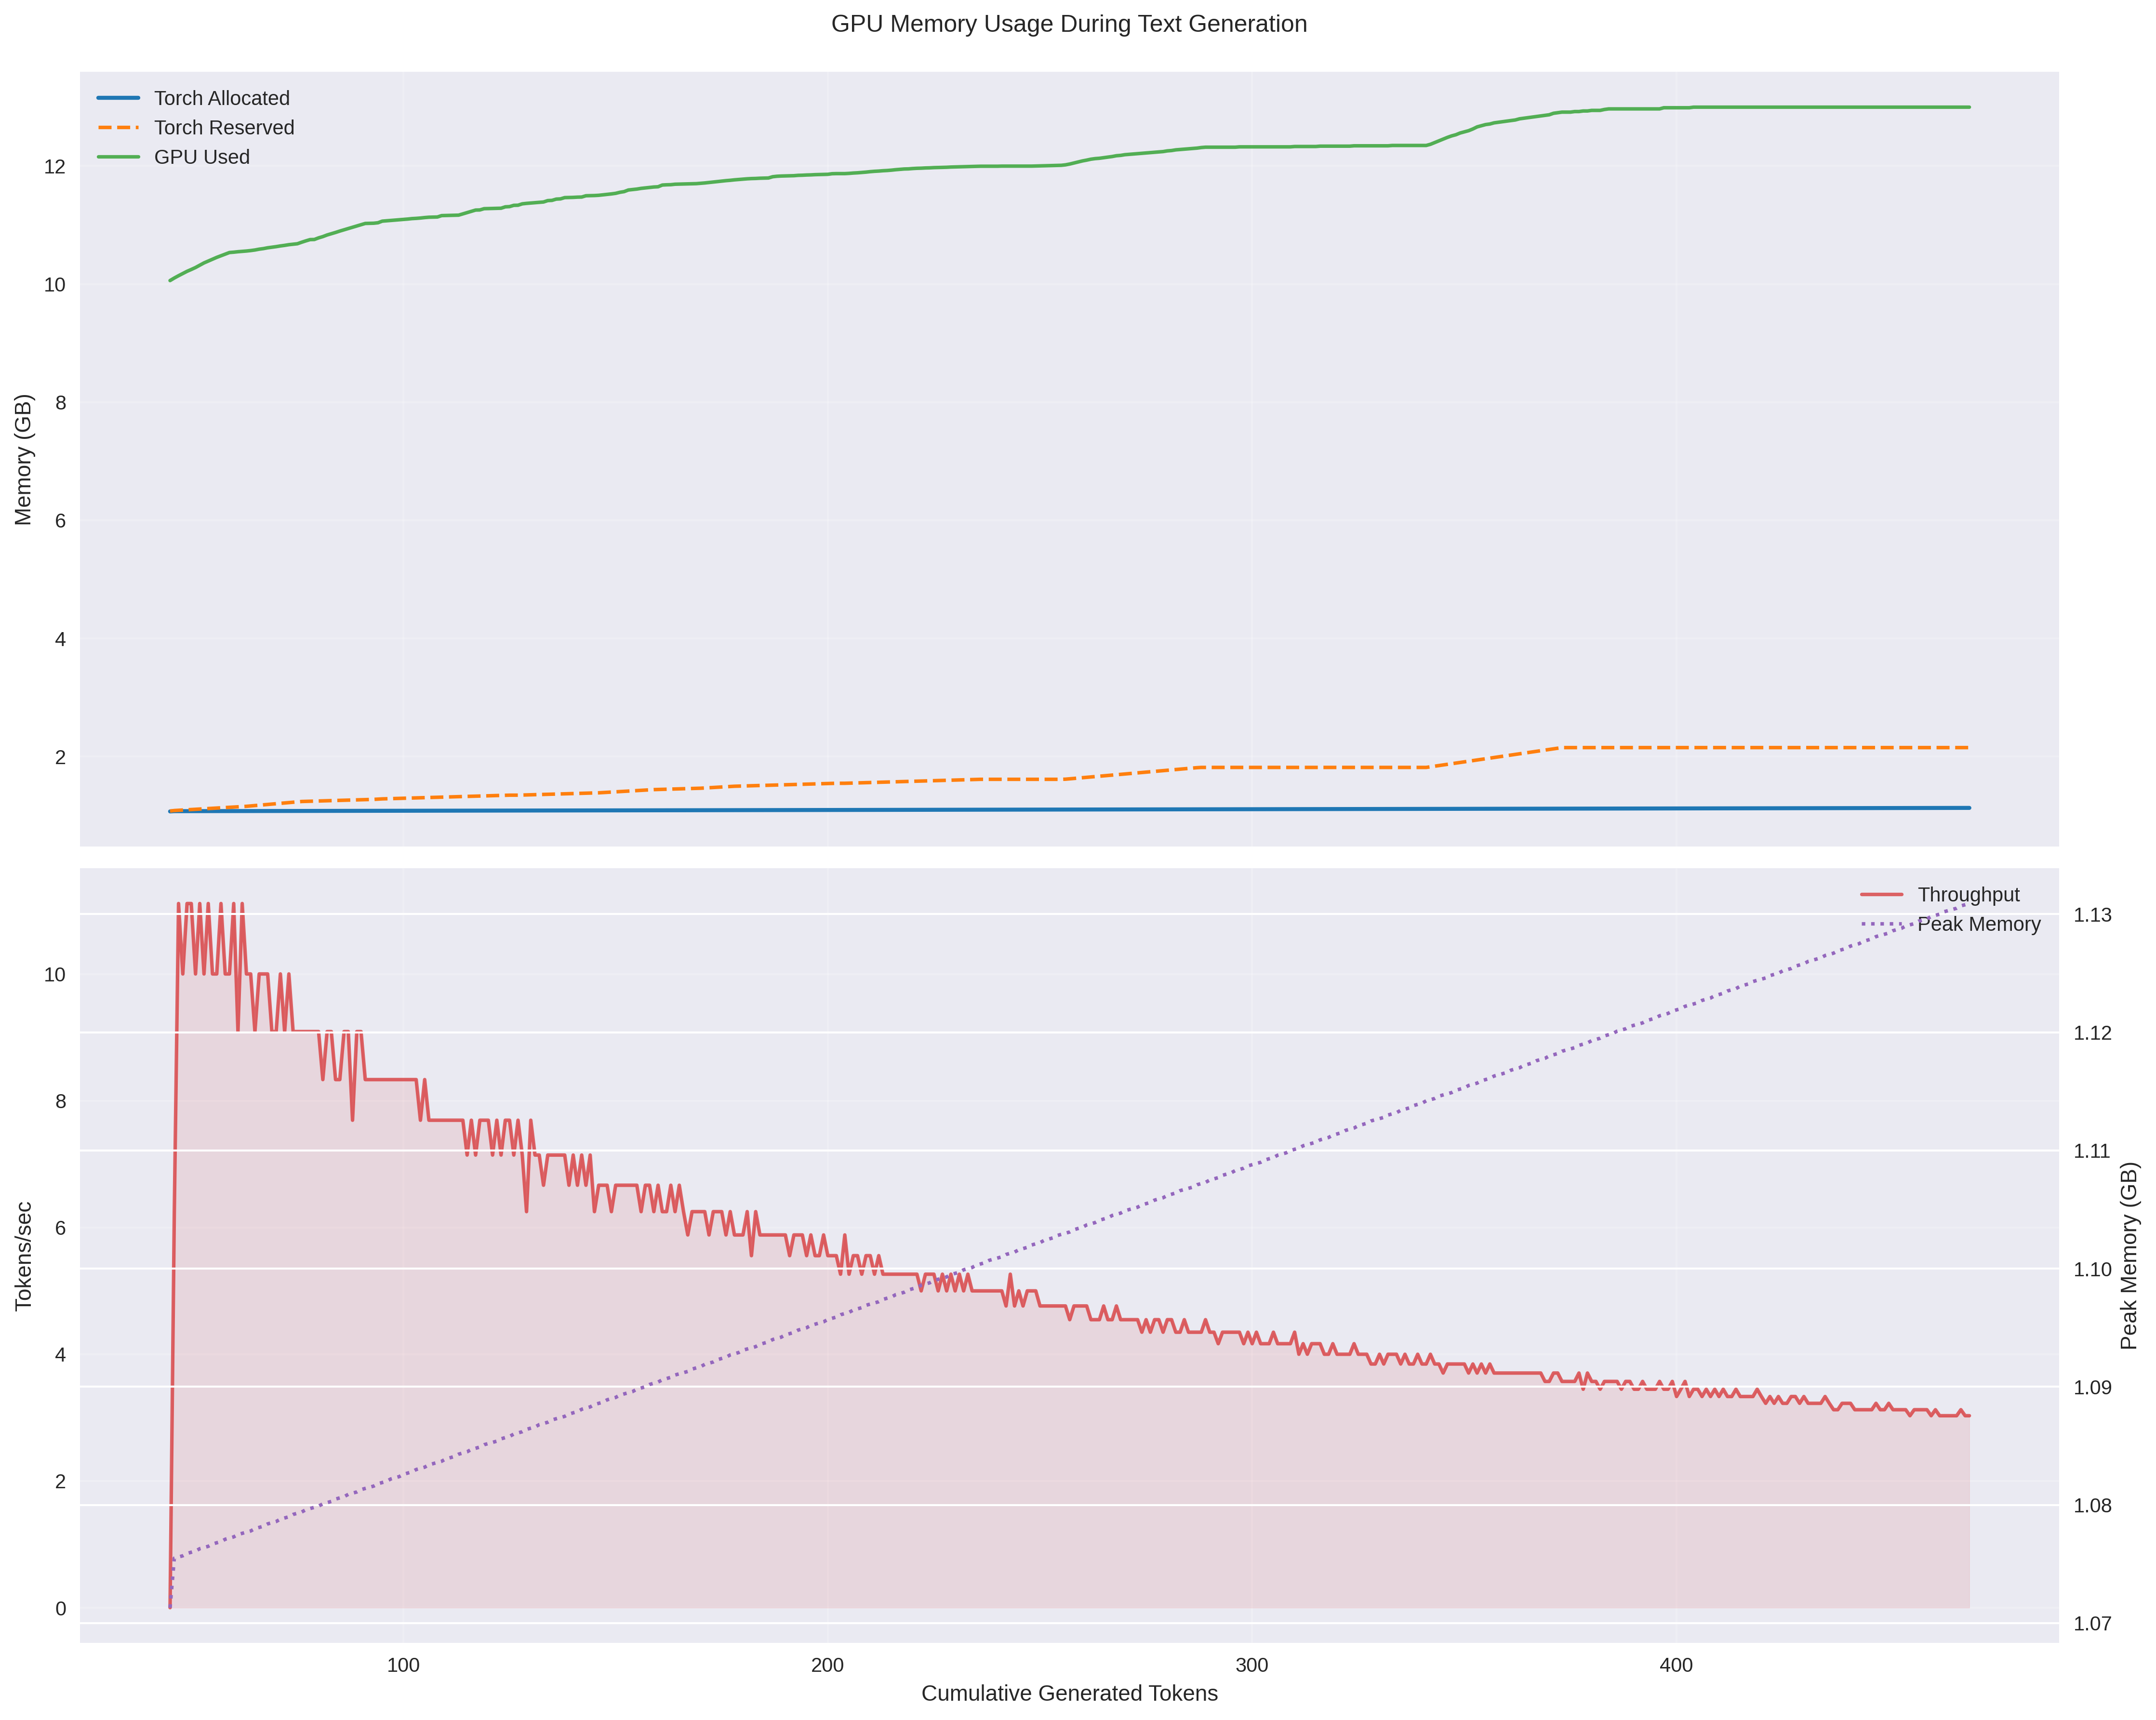 GPU Memory Usage During Text Generation
Torch Allocated
Torch Reserved
GPU Used
Memory (GB)
12
10
8
6
4
2
Throughput
Peak Memory
Tokens/sec
10
8
6
4
2
0
1.13
1.12
1.11
1.10
1.09
1.08
1.07
Peak Memory (GB)
100
200
300
400
Cumulative Generated Tokens